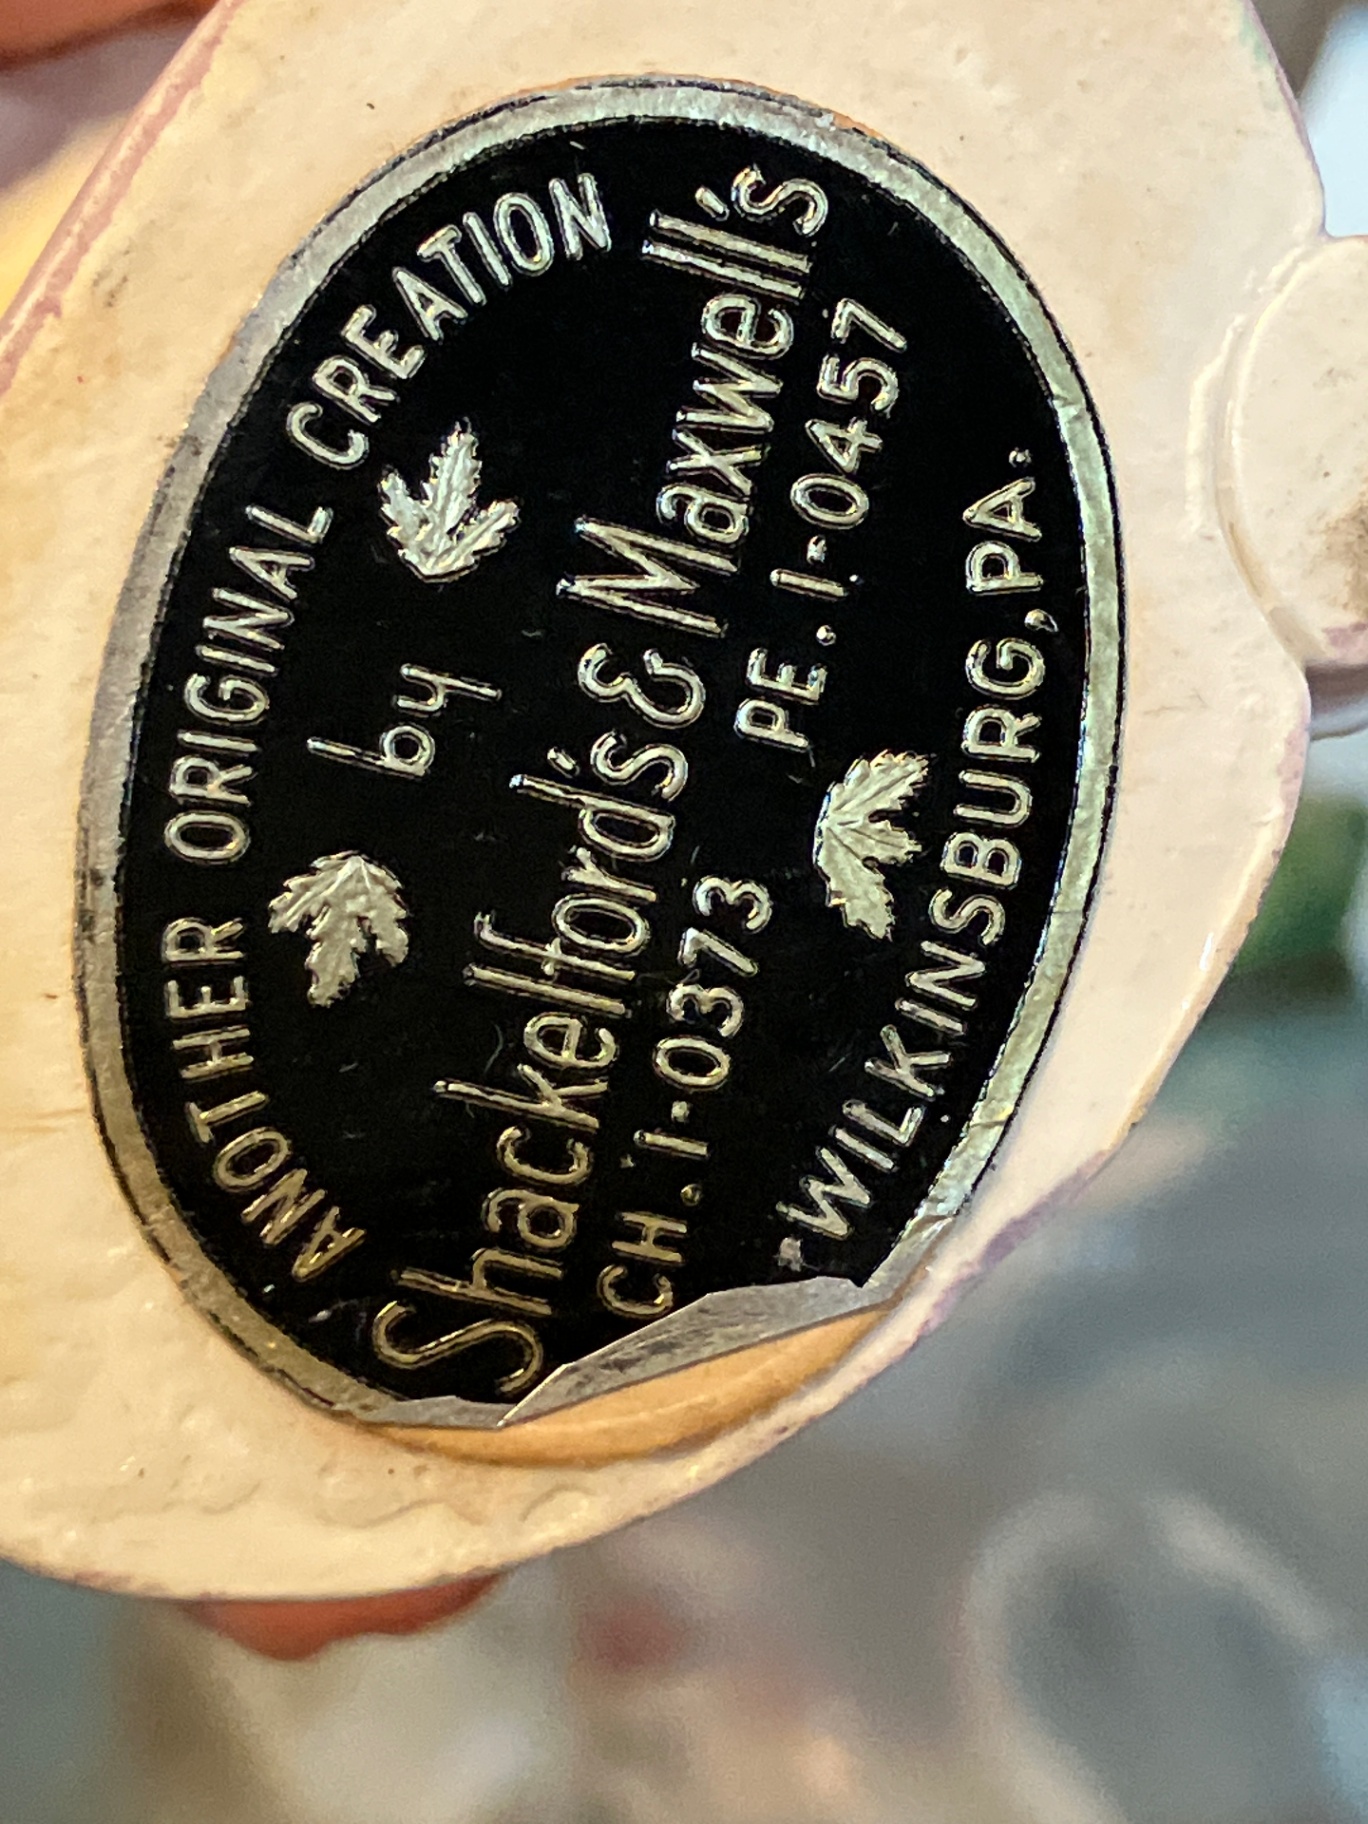 ANOTHER ORIGINAL CREATION
by
Shackelford's & Maxwell's
CH. 1-0373 PE. 1-0457
WILKINSBURG, PA.